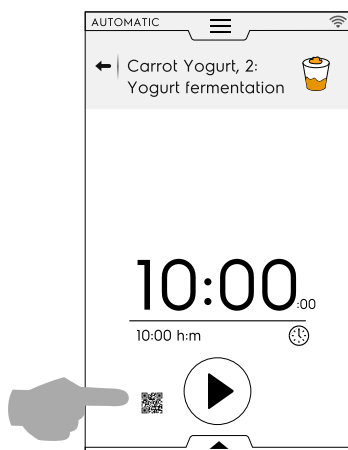 AUTOMATIC
Carrot Yogurt, 2:
Yogurt fermentation
10:00:00
10:00 h:m